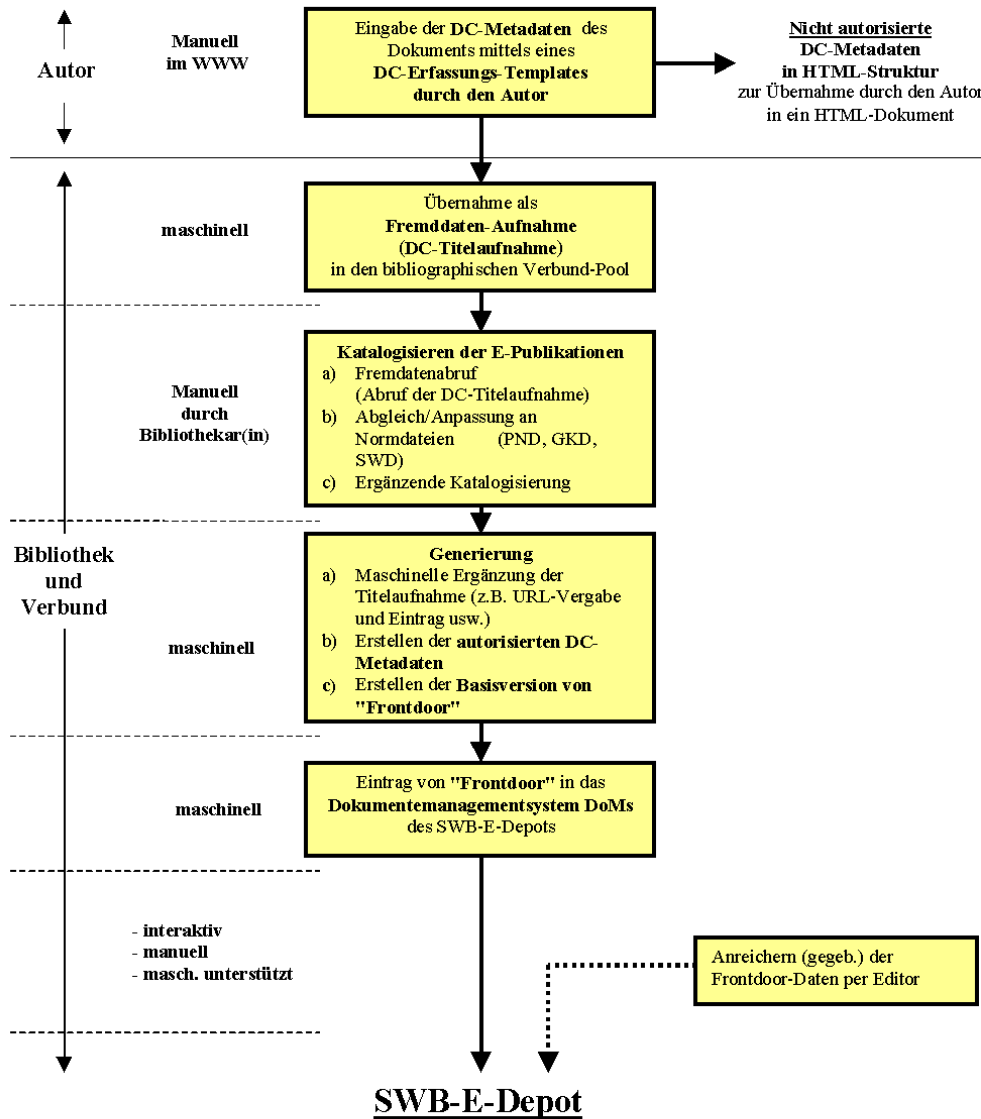 Autor
Manuell
im WWW
Eingabe der DC-Metadaten des
Dokuments mittels eines
DC-Erfassungs-Templates
durch den Autor
Nicht autorisierte
DC-Metadaten
in HTML-Struktur
zur Übernahme durch den Autor
in ein HTML-Dokument
maschinell
Übernahme als
Fremddaten-Aufnahme
(DC-Titelaufnahme)
in den bibliographischen Verbund-Pool
Manuell
durch
Bibliothekar(in)
Katalogisieren der E-Publikationen
a) Fremdatenabruf
(Abruf der DC-Titelaufnahme)
b) Abgleich/Anpassung an
Normdateien (PND, GKD,
SWD)
c) Ergänzende Katalogisierung
Bibliothek
und
Verbund
maschinell
Generierung
a) Maschinelle Ergänzung der
Titelaufnahme (z.B. URL-Vergabe
und Eintrag usw.)
b) Erstellen der autorisierten DC-
Metadaten
c) Erstellen der Basisversion von
"Frontdoor"
maschinell
Eintrag von "Frontdoor" in das
Dokumentemanagementsystem DoMs
des SWB-E-Depots
- interaktiv
- manuell
- masch. unterstützt
Anreichern (gegeb.) der
Frontdoor-Daten per Editor
SWB-E-Depot